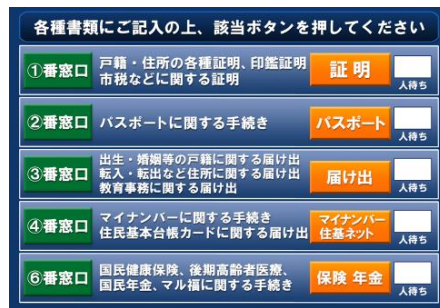 各種書類にご記入の上、該当ボタンを押してください
①番窓口
戸籍・住所の各種証明、印鑑証明
市税などに関する証明
証明
人待ち
②番窓口
パスポートに関する手続き
パスポート
人待ち
③番窓口
出生・婚姻等の戸籍に関する届け出
転入・転出など住所に関する届け出
教育事務に関する届け出
届け出
人待ち
④番窓口
マイナンバーに関する手続き
住民基本台帳カードに関する届け出
マイナンバー
住基ネット
人待ち
⑥番窓口
国民健康保険、後期高齢者医療、
国民年金、マル福に関する手続き
保険 年金
人待ち